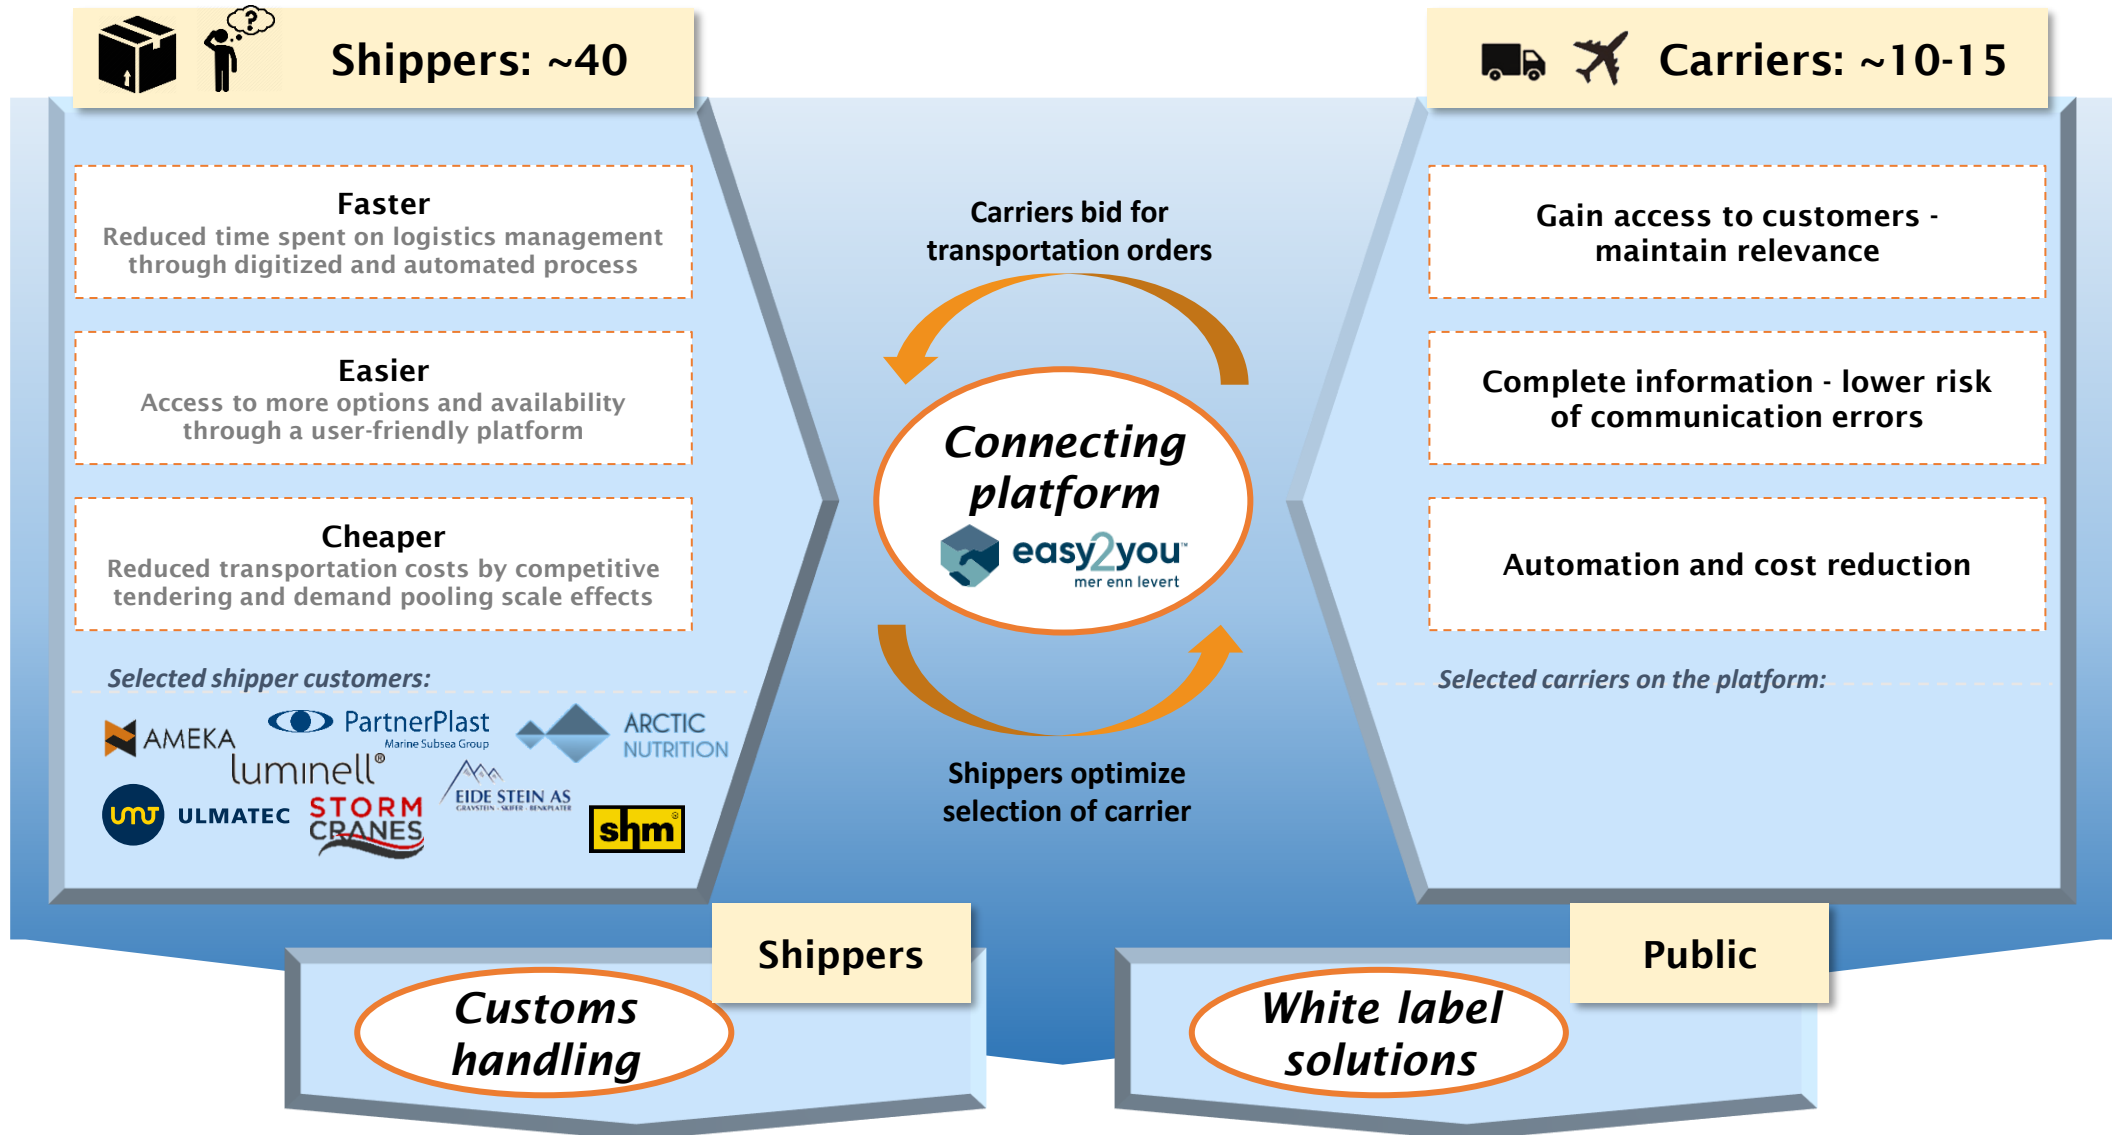 Shippers: ~40
?
Faster
Reduced time spent on logistics management
through digitized and automated process
Easier
Access to more options and availability
through a user-friendly platform
Cheaper
Reduced transportation costs by competitive
tendering and demand pooling scale effects
Selected shipper customers:
AMEKA
PartnerPlast
Marine Subsea Group
ARCTIC
NUTRITION
luminell®
EIDE STEIN AS
GRAVSTEIN - SKIFER - BENKPLATER
UMT
ULMATEC
STORM
CRANES
shm®
Carriers bid for
transportation orders
Connecting
platform
easy2you™
mer enn levert
Shippers optimize
selection of carrier
Carriers: ~10-15
Gain access to customers -
maintain relevance
Complete information - lower risk
of communication errors
Automation and cost reduction
Selected carriers on the platform:
Shippers
Customs
handling
Public
White label
solutions